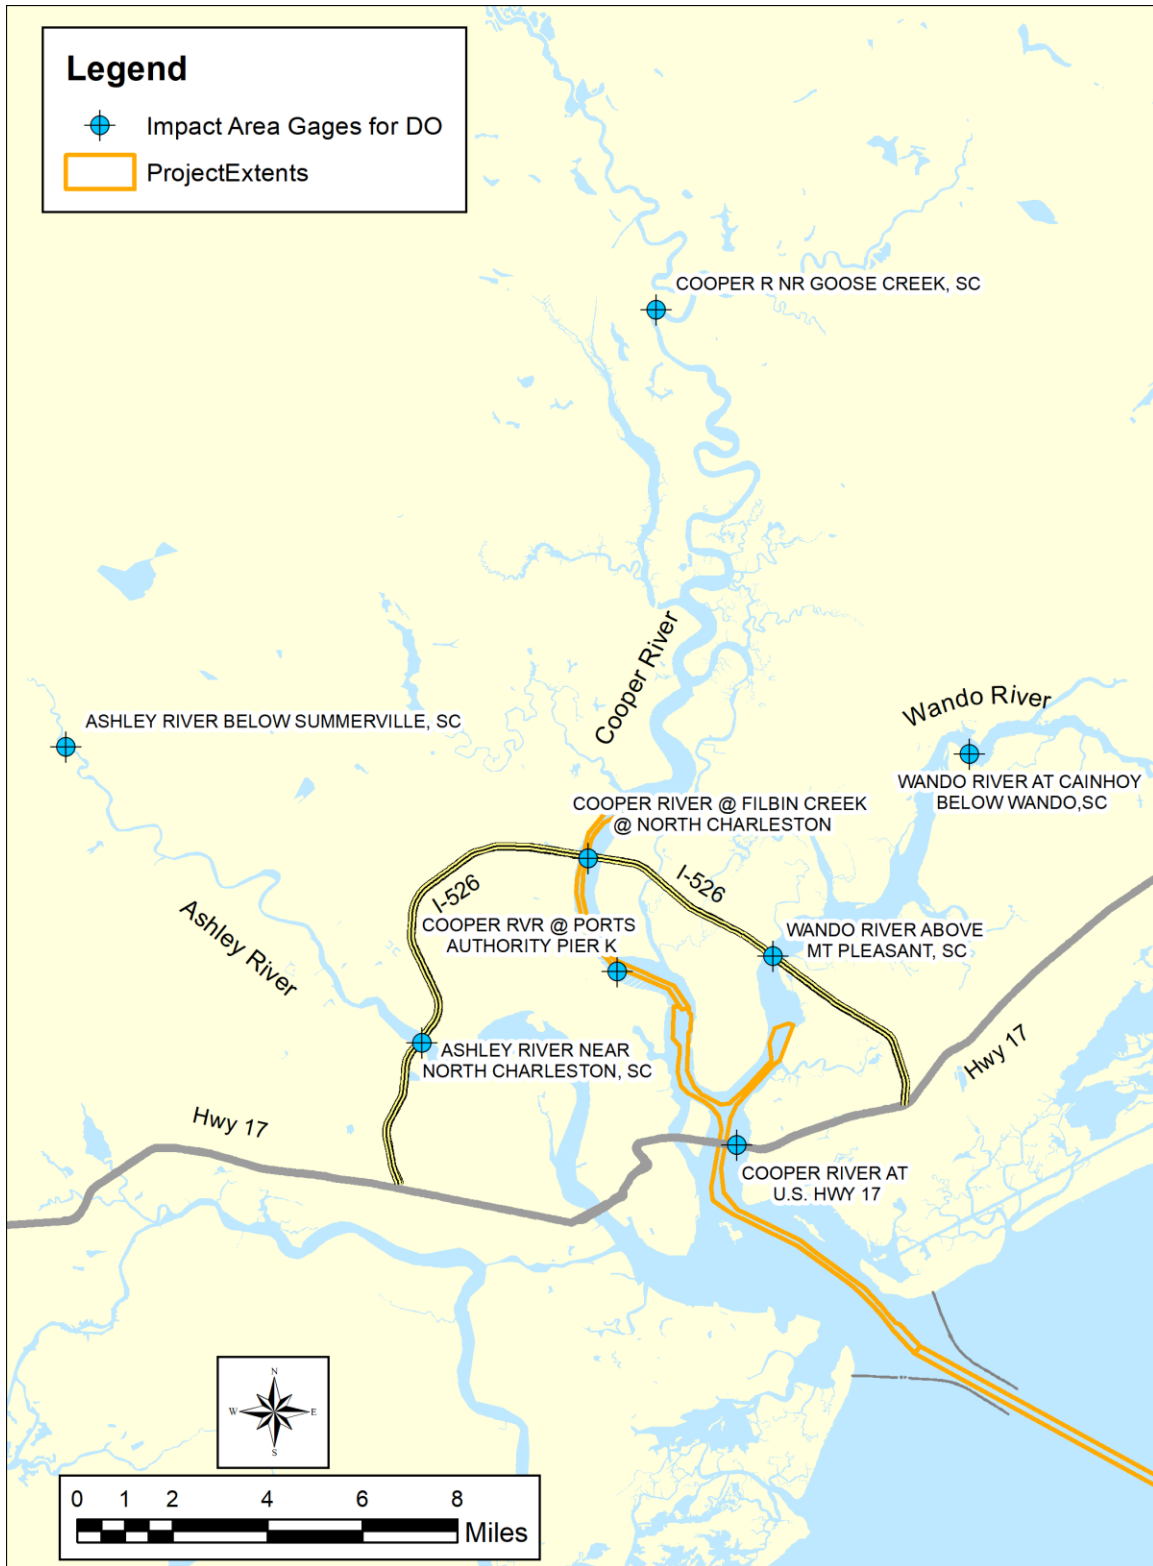 Legend
Impact Area Gages for DO
ProjectExtents
COOPER R NR GOOSE CREEK, SC
Cooper River
Wando River
ASHLEY RIVER BELOW SUMMERVILLE, SC
WANDO RIVER AT CAINHOY
BELOW WANDO,SC
COOPER RIVER @ FILBIN CREEK
@ NORTH CHARLESTON
I-526
I-526
Ashley River
COOPER RVR @ PORTS
AUTHORITY PIER K
WANDO RIVER ABOVE
MT PLEASANT, SC
ASHLEY RIVER NEAR
NORTH CHARLESTON, SC
Hwy 17
Hwy 17
COOPER RIVER AT
U.S. HWY 17
N
W E
S
0 1 2 4 6 8
Miles